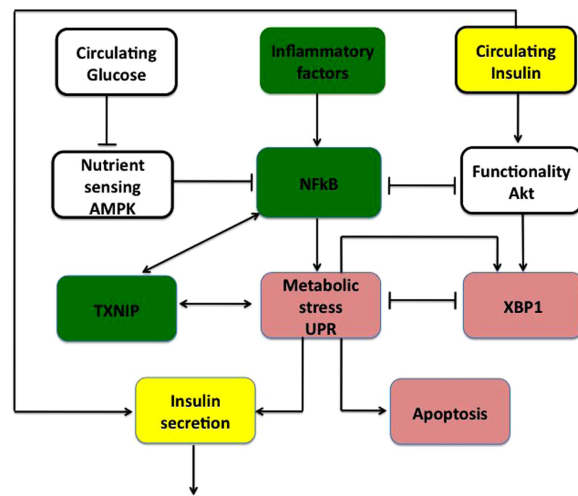 Circulating
Glucose
Inflammatory
factors
Circulating
Insulin
Nutrient
sensing
AMPK
NFkB
Functionality
Akt
TXNIP
Metabolic
stress
UPR
XBP1
Insulin
secretion
Apoptosis